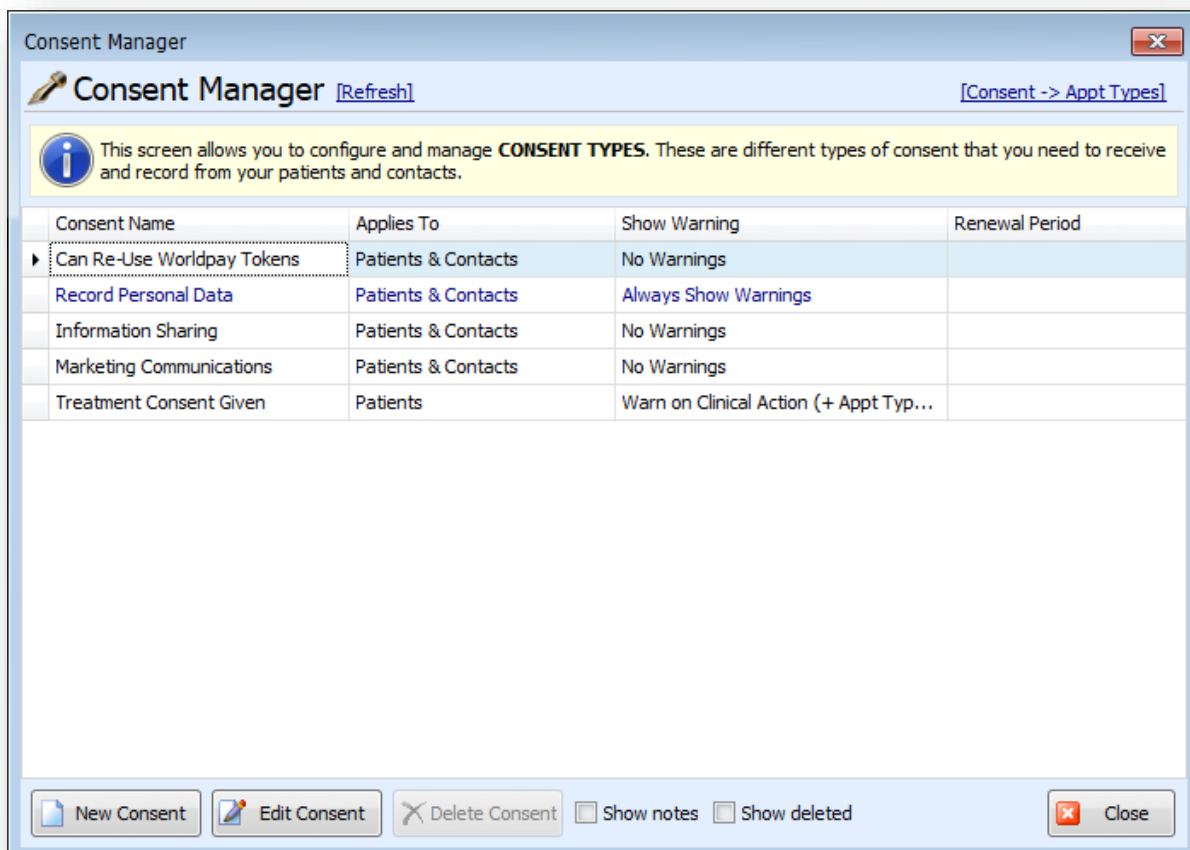 Consent Manager
Consent Manager [Refresh] [Consent -> Appt Types]
This screen allows you to configure and manage CONSENT TYPES. These are different types of consent that you need to receive
and record from your patients and contacts.
Consent Name Applies To Show Warning Renewal Period
Can Re-Use Worldpay Tokens Patients & Contacts No Warnings
Record Personal Data Patients & Contacts Always Show Warnings
Information Sharing Patients & Contacts No Warnings
Marketing Communications Patients & Contacts No Warnings
Treatment Consent Given Patients Warn on Clinical Action (+ Appt Typ...
New Consent Edit Consent Delete Consent Show notes Show deleted Close